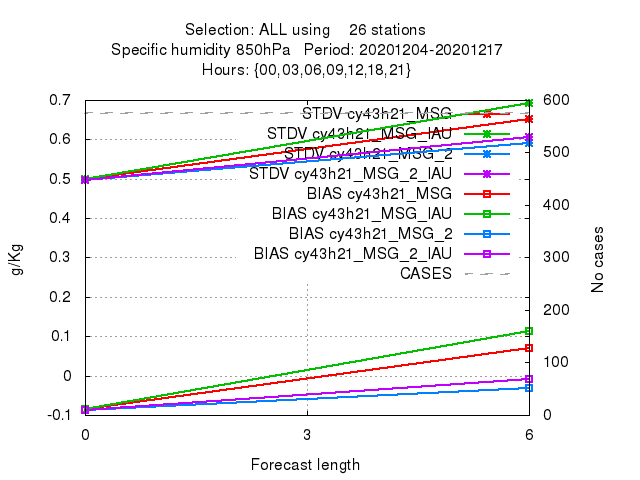 Selection: ALL using    26 stations
Specific humidity 850hPa   Period: 20201204-20201217
Hours: {00,03,06,09,12,18,21}
0.7
0.6
0.5
0.4
0.3
0.2
0.1
0
-0.1
g/Kg
STDV cy43h21_MSG
STDV cy43h21_MSG_IAU
STDV cy43h21_MSG_2
STDV cy43h21_MSG_2_IAU
BIAS cy43h21_MSG
BIAS cy43h21_MSG_IAU
BIAS cy43h21_MSG_2
BIAS cy43h21_MSG_2_IAU
CASES
600
500
400
300
200
100
0
No cases
0 3 6
Forecast length